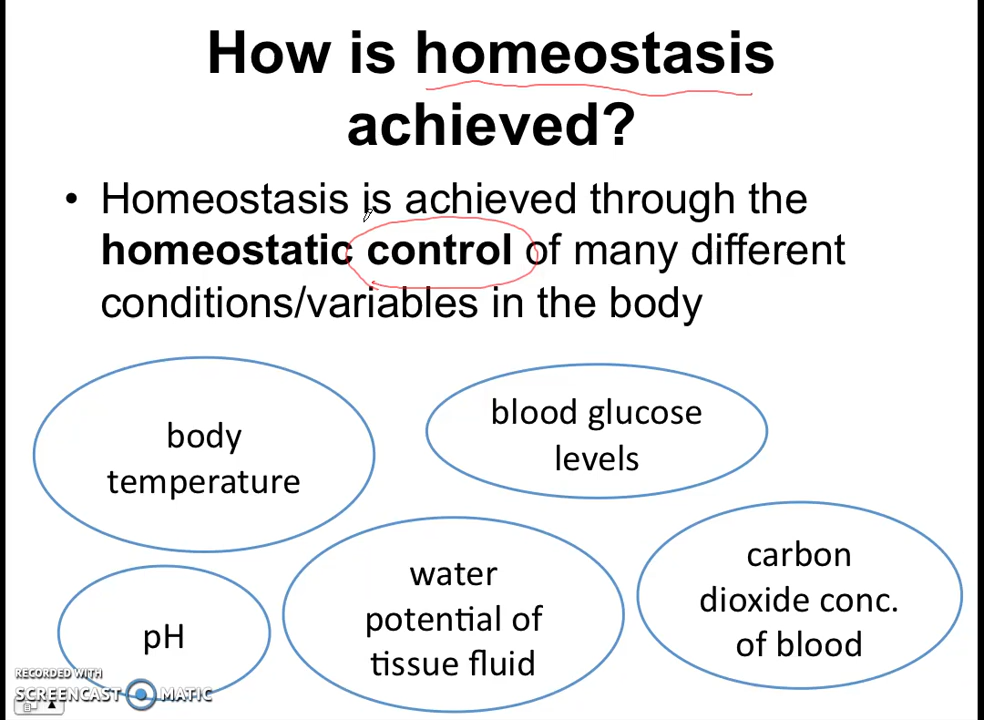 How is homeostasis
achieved?
• Homeostasis is achieved through the
homeostatic control of many different
conditions/variables in the body
body
temperature
blood glucose
levels
pH
water
potential of
tissue fluid
carbon
dioxide conc.
of blood
RECORDED WITH
SCREENCAST MATIC